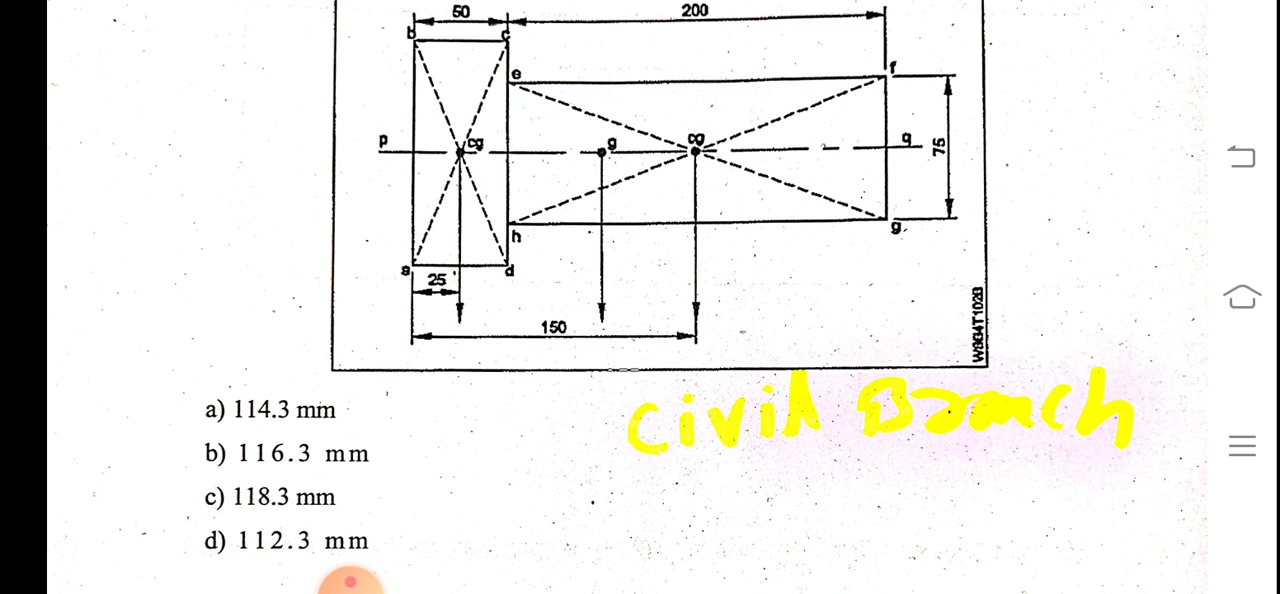 50 200
b c
e f
p cg g cg q 75
h g
a d
25
150
W9G4T1028
a) 114.3 mm
b) 116.3 mm
c) 118.3 mm
d) 112.3 mm
Civil Branch